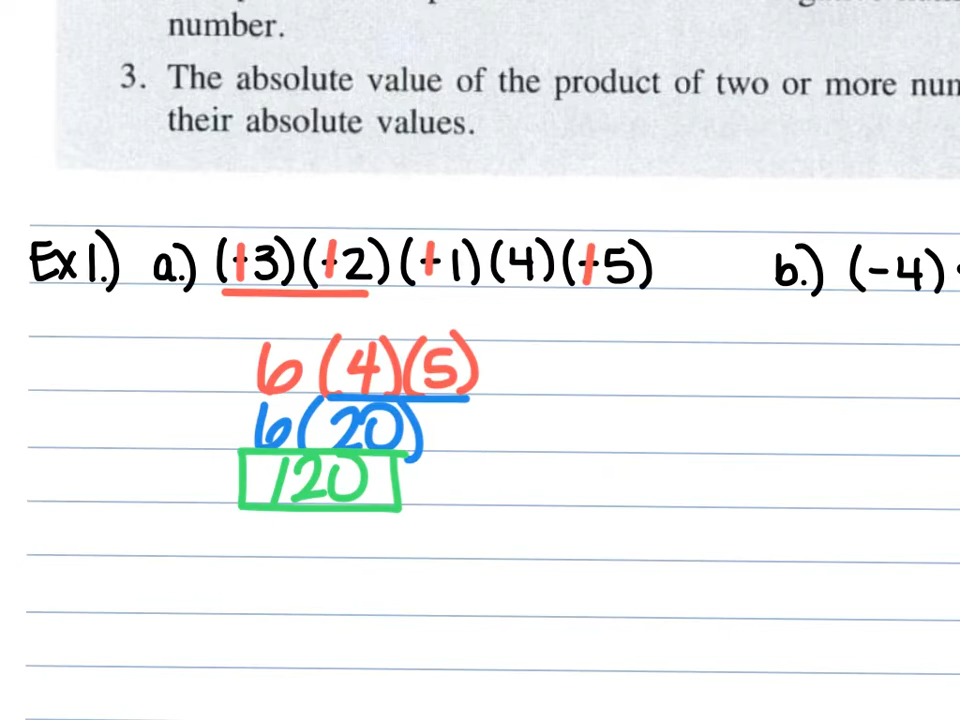 number.
3. The absolute value of the product of two or more
their absolute values.
Ex 1.) a.) (+3)(+2)(+1)(4)(+5) b.) (-4)
6(4)(5)
6(20)
120